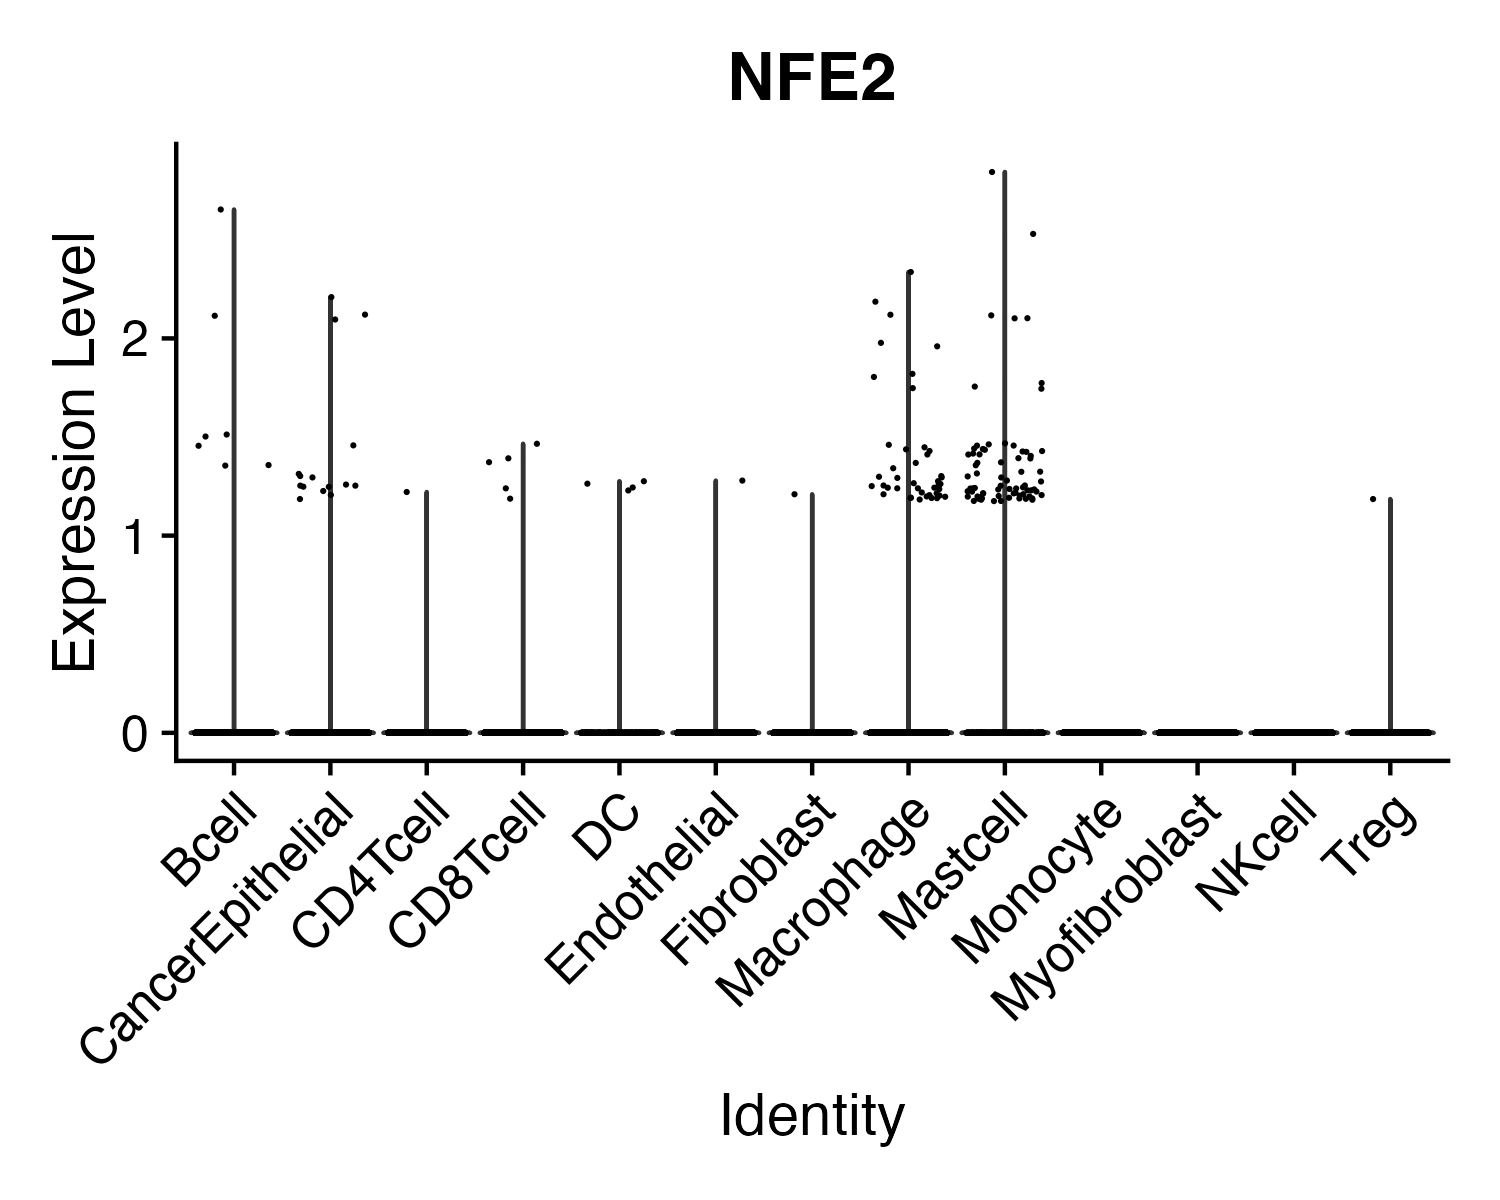 NFE2
Expression Level
2
1
0
Bcell
CancerEpithelial
CD4Tcell
CD8Tcell
DC
Endothelial
Fibroblast
Macrophage
Mastcell
Monocyte
Myofibroblast
NKcell
Treg
Identity